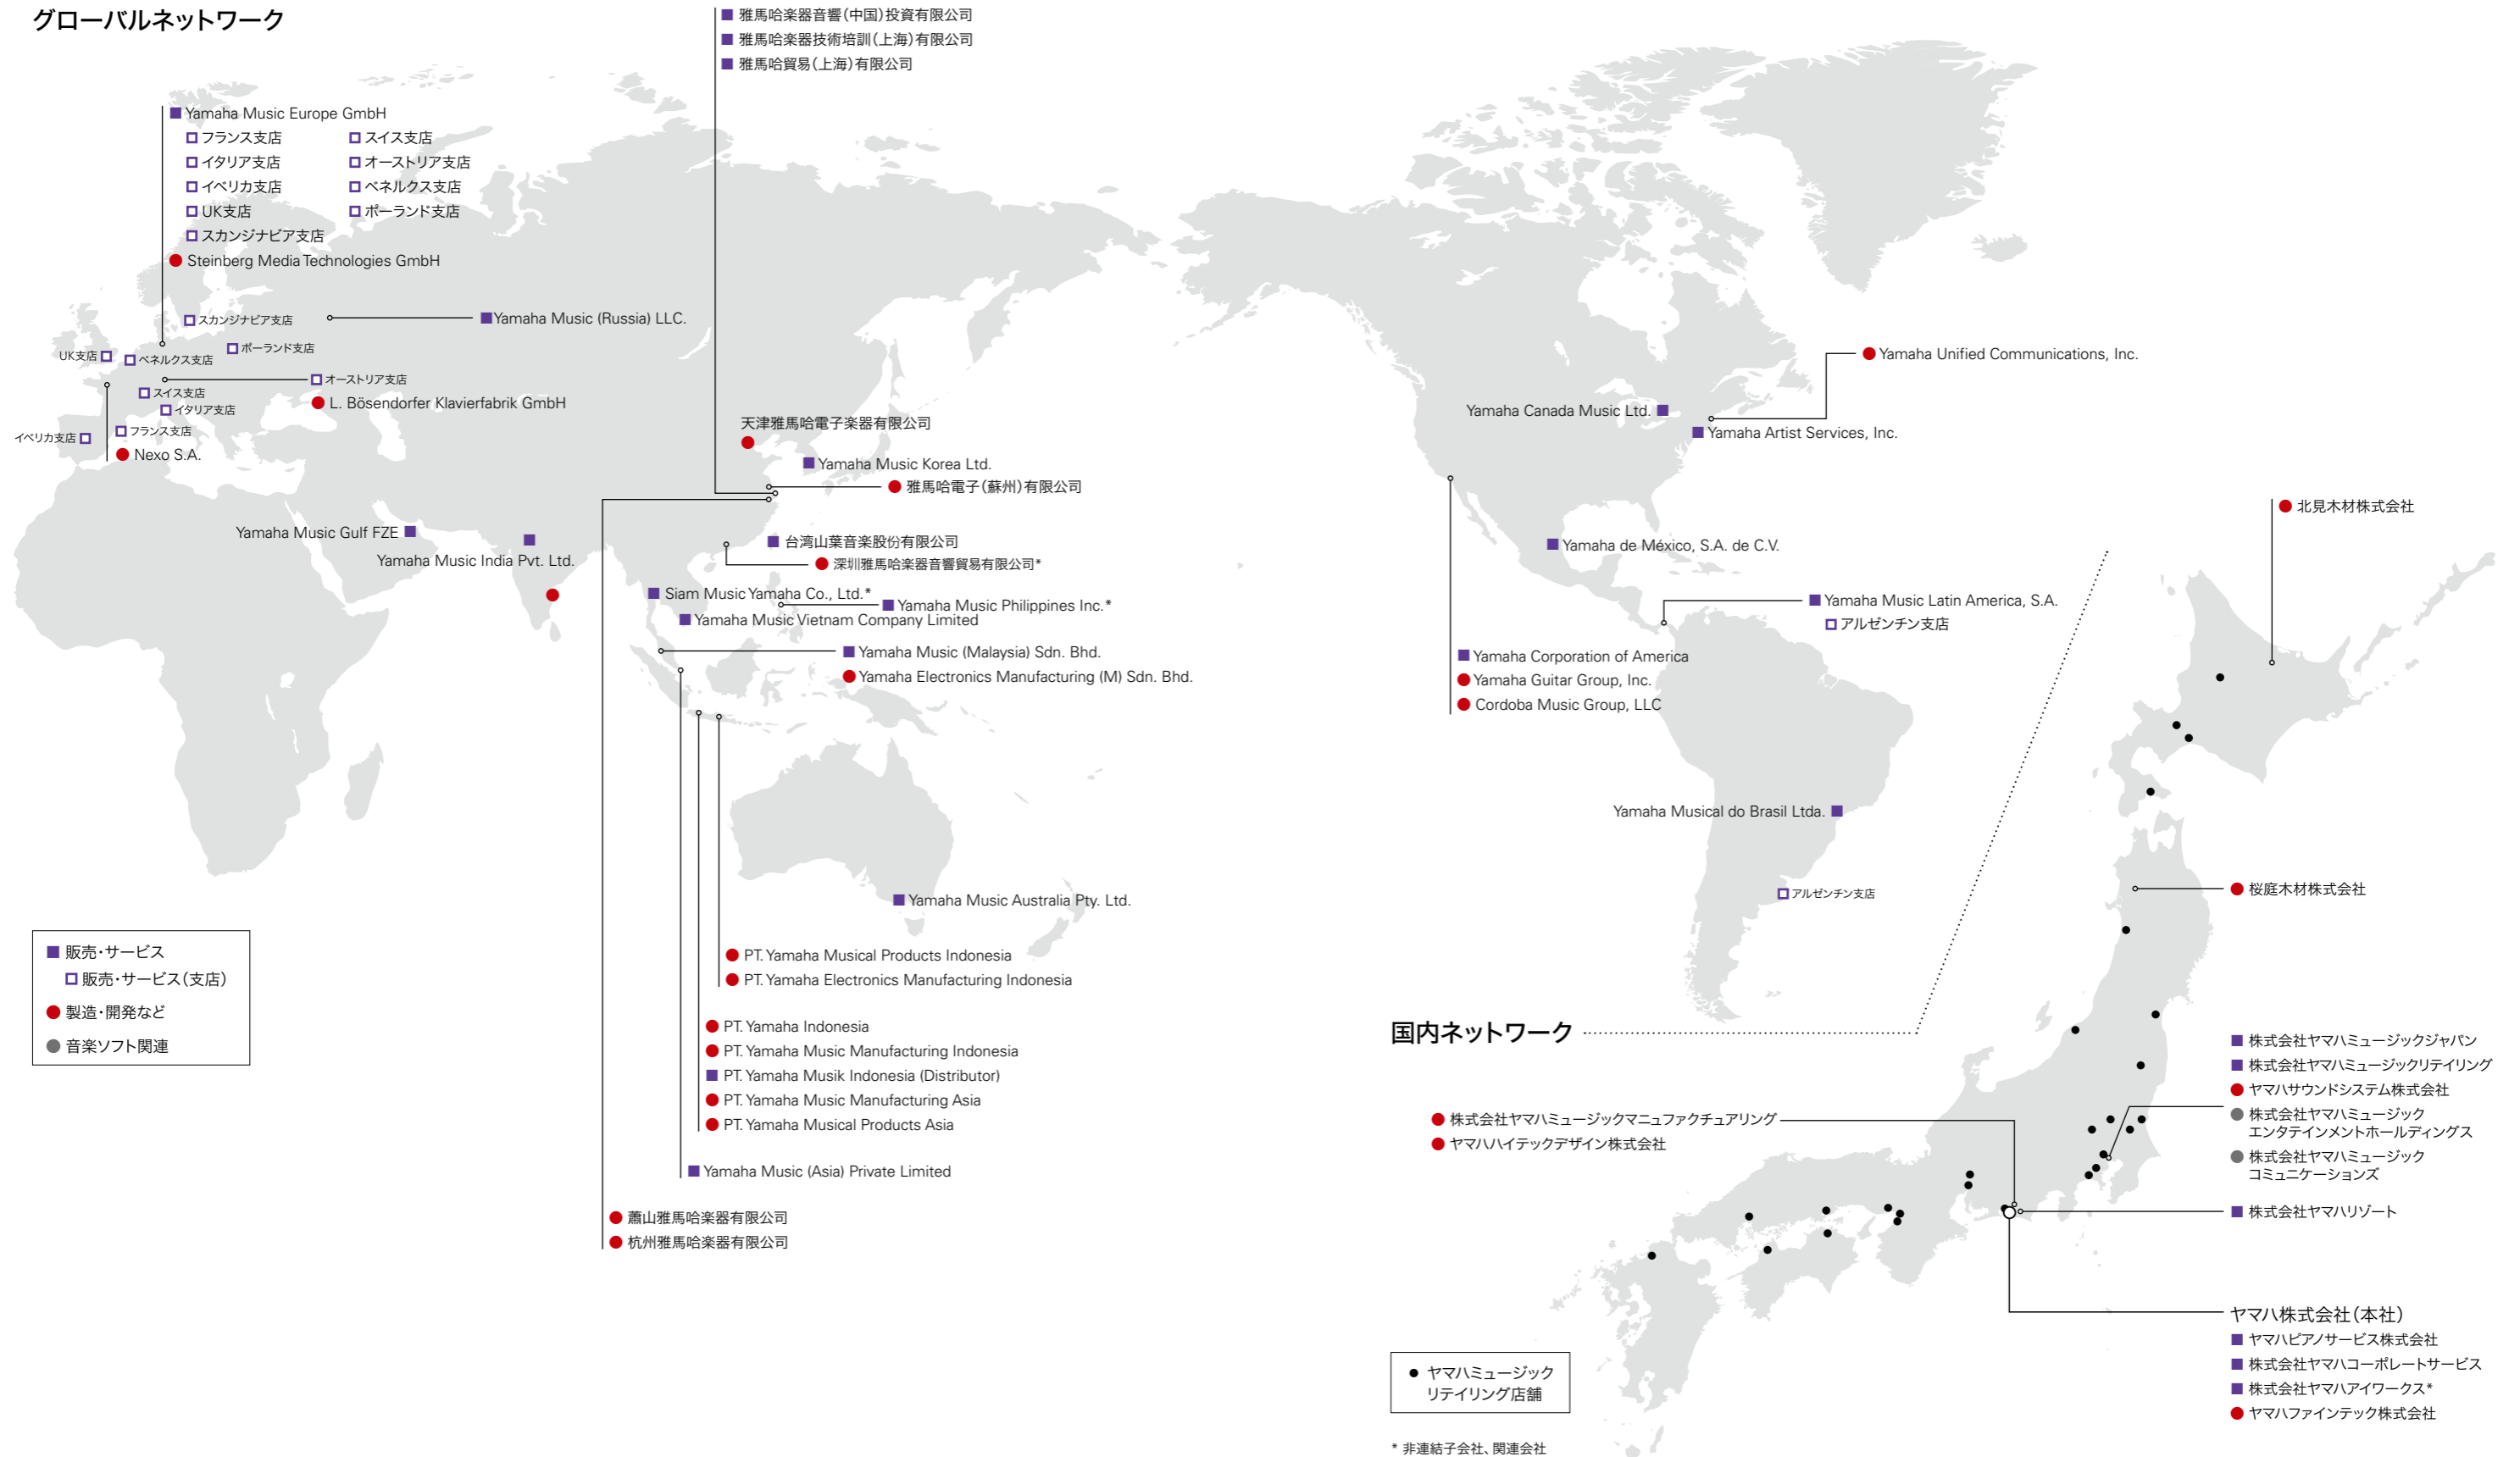 グローバルネットワーク
■ 雅馬哈楽器音響（中国）投資有限公司
■ 雅馬哈楽器技術培訓（上海）有限公司
■ 雅馬哈貿易（上海）有限公司
Yamaha Music Europe GmbH
フランス支店
スイス支店
イタリア支店
オーストリア支店
イベリカ支店
ベネルクス支店
UK支店
ポーランド支店
スカンジナビア支店
Steinberg Media Technologies GmbH
スカンジナビア支店
Yamaha Music (Russia) LLC.
UK支店
ベネルクス支店
ポーランド支店
オーストリア支店
スイス支店
L. Bösendorfer Klavierfabrik GmbH
イタリア支店
イベリカ支店
フランス支店
Nexo S.A.
天津雅馬哈電子楽器有限公司
Yamaha Music Korea Ltd.
雅馬哈電子（蘇州）有限公司
Yamaha Music Gulf FZE
Yamaha Music India Pvt. Ltd.
台湾山葉音楽股份有限公司
深圳雅馬哈楽器音響貿易有限公司*
Siam Music Yamaha Co., Ltd.*
Yamaha Music Philippines Inc.*
Yamaha Music Vietnam Company Limited
Yamaha Music (Malaysia) Sdn. Bhd.
Yamaha Electronics Manufacturing (M) Sdn. Bhd.
Yamaha Music Australia Pty. Ltd.
PT. Yamaha Musical Products Indonesia
PT. Yamaha Electronics Manufacturing Indonesia
PT. Yamaha Indonesia
PT. Yamaha Music Manufacturing Indonesia
PT. Yamaha Musik Indonesia (Distributor)
PT. Yamaha Music Manufacturing Asia
PT. Yamaha Musical Products Asia
Yamaha Music (Asia) Private Limited
蕭山雅馬哈楽器有限公司
杭州雅馬哈楽器有限公司
販売・サービス
販売・サービス（支店）
製造・開発など
音楽ソフト関連
Yamaha Unified Communications, Inc.
Yamaha Canada Music Ltd.
Yamaha Artist Services, Inc.
Yamaha de México, S.A. de C.V.
Yamaha Music Latin America, S.A.
アルゼンチン支店
Yamaha Corporation of America
Yamaha Guitar Group, Inc.
Cordoba Music Group, LLC
Yamaha Musical do Brasil Ltda.
アルゼンチン支店
国内ネットワーク
北見木材株式会社
桜庭木材株式会社
株式会社ヤマハミュージックジャパン
株式会社ヤマハミュージックリテイリング
ヤマハサウンドシステム株式会社
株式会社ヤマハミュージック
エンタテインメントホールディングス
株式会社ヤマハミュージック
コミュニケーションズ
株式会社ヤマハミュージックマニュファクチュアリング
ヤマハハイテックデザイン株式会社
株式会社ヤマハリゾート
ヤマハ株式会社（本社）
ヤマハピアノサービス株式会社
株式会社ヤマハコーポレートサービス
株式会社ヤマハアイワークス*
ヤマハファインテック株式会社
ヤマハミュージック
リテイリング店舗
* 非連結子会社、関連会社